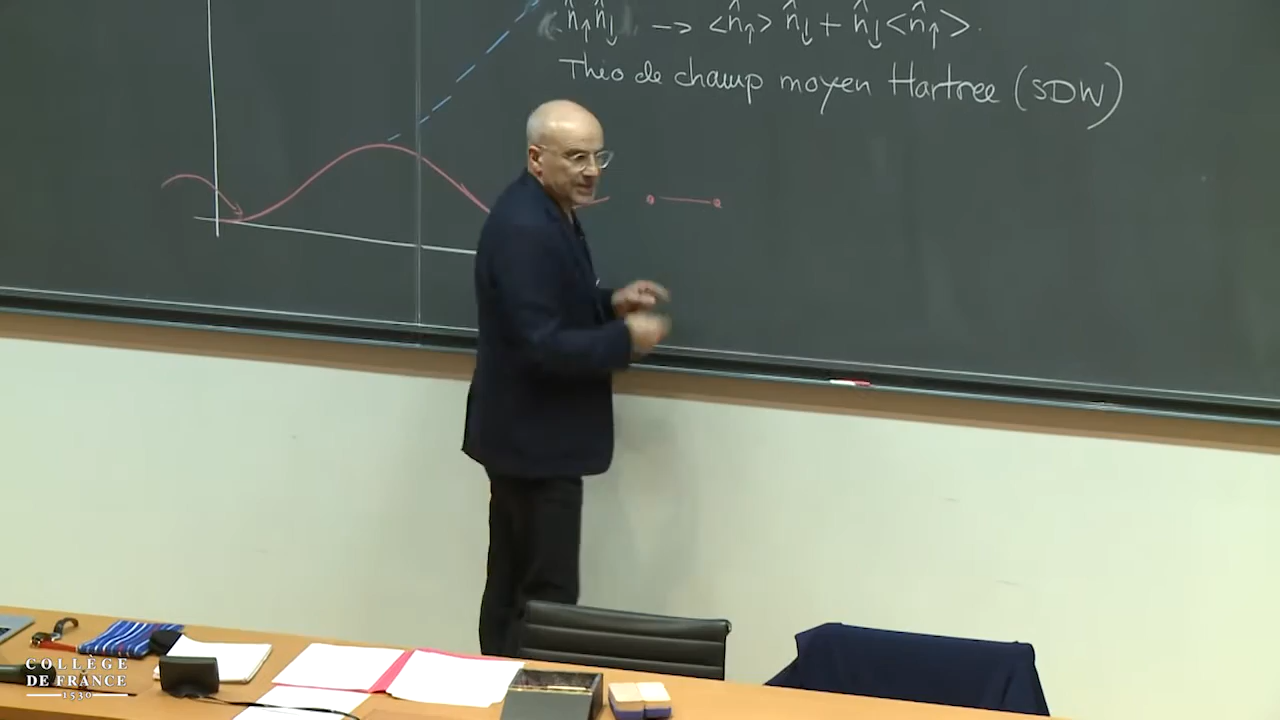 <n̂↑n̂↓> → <n̂↑> n̂↓ + n̂↓<n̂↑>.
Théo de champ moyen Hartree (SDW)
COLLÈGE
DE FRANCE
1530